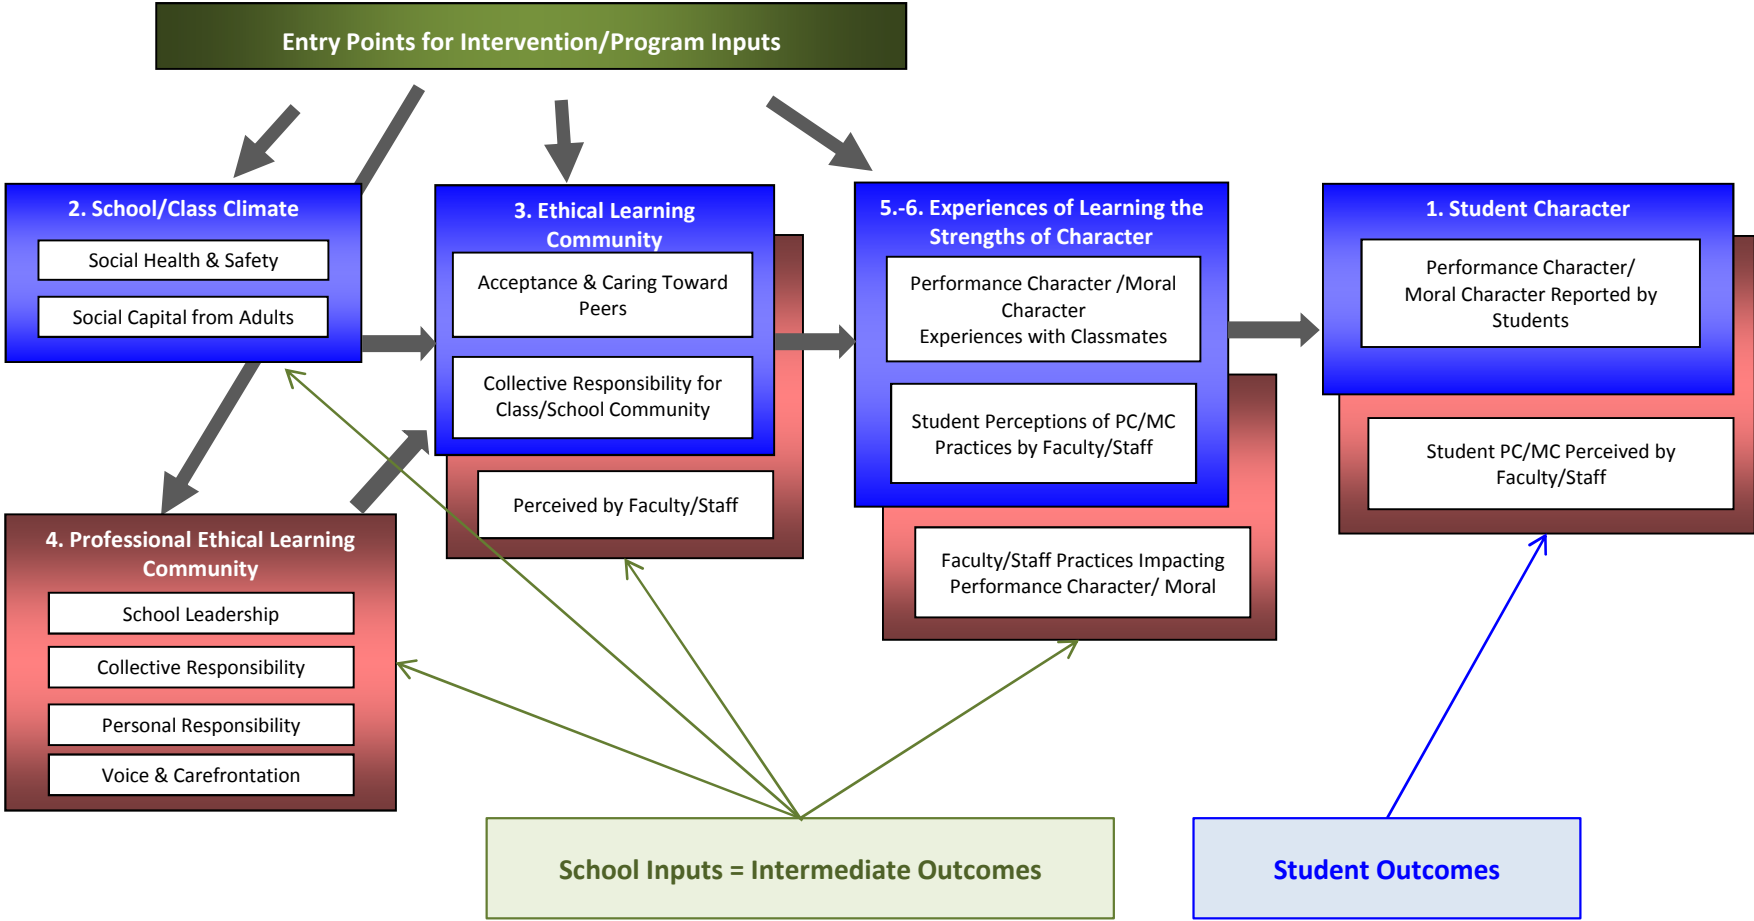 Entry Points for Intervention/Program Inputs
2. School/Class Climate
Social Health & Safety
Social Capital from Adults
3. Ethical Learning
Community
Acceptance & Caring Toward
Peers
Collective Responsibility for
Class/School Community
Perceived by Faculty/Staff
4. Professional Ethical Learning
Community
School Leadership
Collective Responsibility
Personal Responsibility
Voice & Carefrontation
5.-6. Experiences of Learning the
Strengths of Character
Performance Character /Moral
Character
Experiences with Classmates
Student Perceptions of PC/MC
Practices by Faculty/Staff
Faculty/Staff Practices Impacting
Performance Character/ Moral
1. Student Character
Performance Character/
Moral Character Reported by
Students
Student PC/MC Perceived by
Faculty/Staff
School Inputs = Intermediate Outcomes
Student Outcomes